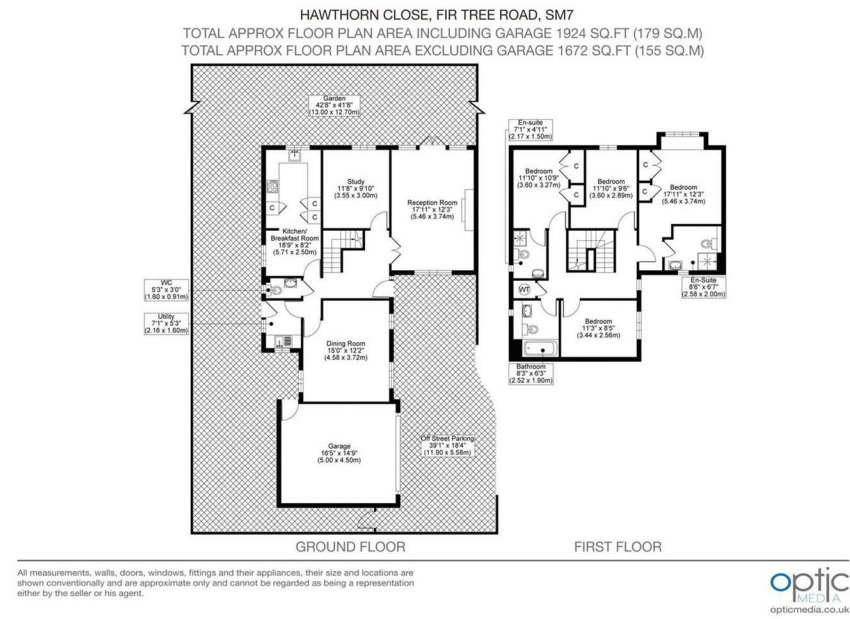 HAWTHORN CLOSE, FIR TREE ROAD, SM7
TOTAL APPROX FLOOR PLAN AREA INCLUDING GARAGE 1924 SQ.FT (179 SQ.M)
TOTAL APPROX FLOOR PLAN AREA EXCLUDING GARAGE 1672 SQ.FT (155 SQ.M)
Garden
42'8" x 41'8"
(13.00 x 12.70m)
Study
11'8" x 9'10"
(3.55 x 3.00m)
Reception Room
17'11" x 12'3"
(5.46 x 3.74m)
C
C
C
Kitchen/
Breakfast Room
18'9" x 8'2"
(5.71 x 2.50m)
WC
5'3" x 3'0"
(1.60 x 0.91m)
Utility
7'1" x 5'3"
(2.16 x 1.60m)
Dining Room
15'0" x 12'2"
(4.58 x 3.72m)
Garage
16'5" x 14'9"
(5.00 x 4.50m)
Off Street Parking
39'1" x 18'4"
(11.90 x 5.58m)
GROUND FLOOR
En-suite
7'1" x 4'11"
(2.17 x 1.50m)
Bedroom
11'10" x 10'9"
(3.60 x 3.27m)
C
C
Bedroom
11'10" x 9'6"
(3.60 x 2.89m)
C
C
Bedroom
17'11" x 12'3"
(5.46 x 3.74m)
En-Suite
8'6" x 6'7"
(2.58 x 2.00m)
WT
Bedroom
11'3" x 8'5"
(3.44 x 2.56m)
Bathroom
8'3" x 6'3"
(2.52 x 1.90m)
FIRST FLOOR
All measurements, walls, doors, windows, fittings and their appliances, their size and locations are
shown conventionally and are approximate only and cannot be regarded as being a representation
either by the seller or his agent.
optic
MEDIA
opticmedia.co.uk